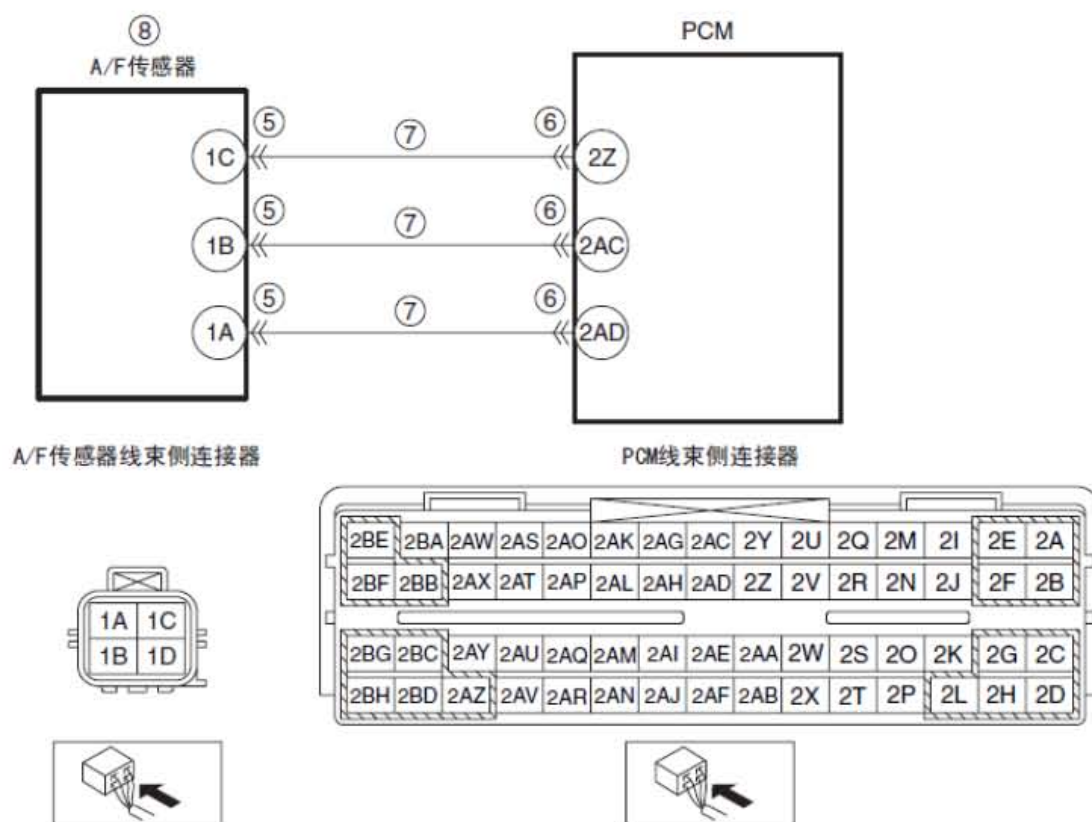 ⑧ PCM
A/F传感器
⑤ ⑦ ⑥
1C 2Z
⑤ ⑦ ⑥
1B 2AC
⑤ ⑦ ⑥
1A 2AD
A/F传感器线束侧连接器
PCM线束侧连接器
1A 1C
1B 1D
2BE 2BA 2AW 2AS 2AO 2AK 2AG 2AC 2Y 2U 2Q 2M 2I 2E 2A
2BF 2BB 2AX 2AT 2AP 2AL 2AH 2AD 2Z 2V 2R 2N 2J 2F 2B
2BG 2BC 2AY 2AU 2AQ 2AM 2AI 2AE 2AA 2W 2S 2O 2K 2G 2C
2BH 2BD 2AZ 2AV 2AR 2AN 2AJ 2AF 2AB 2X 2T 2P 2L 2H 2D